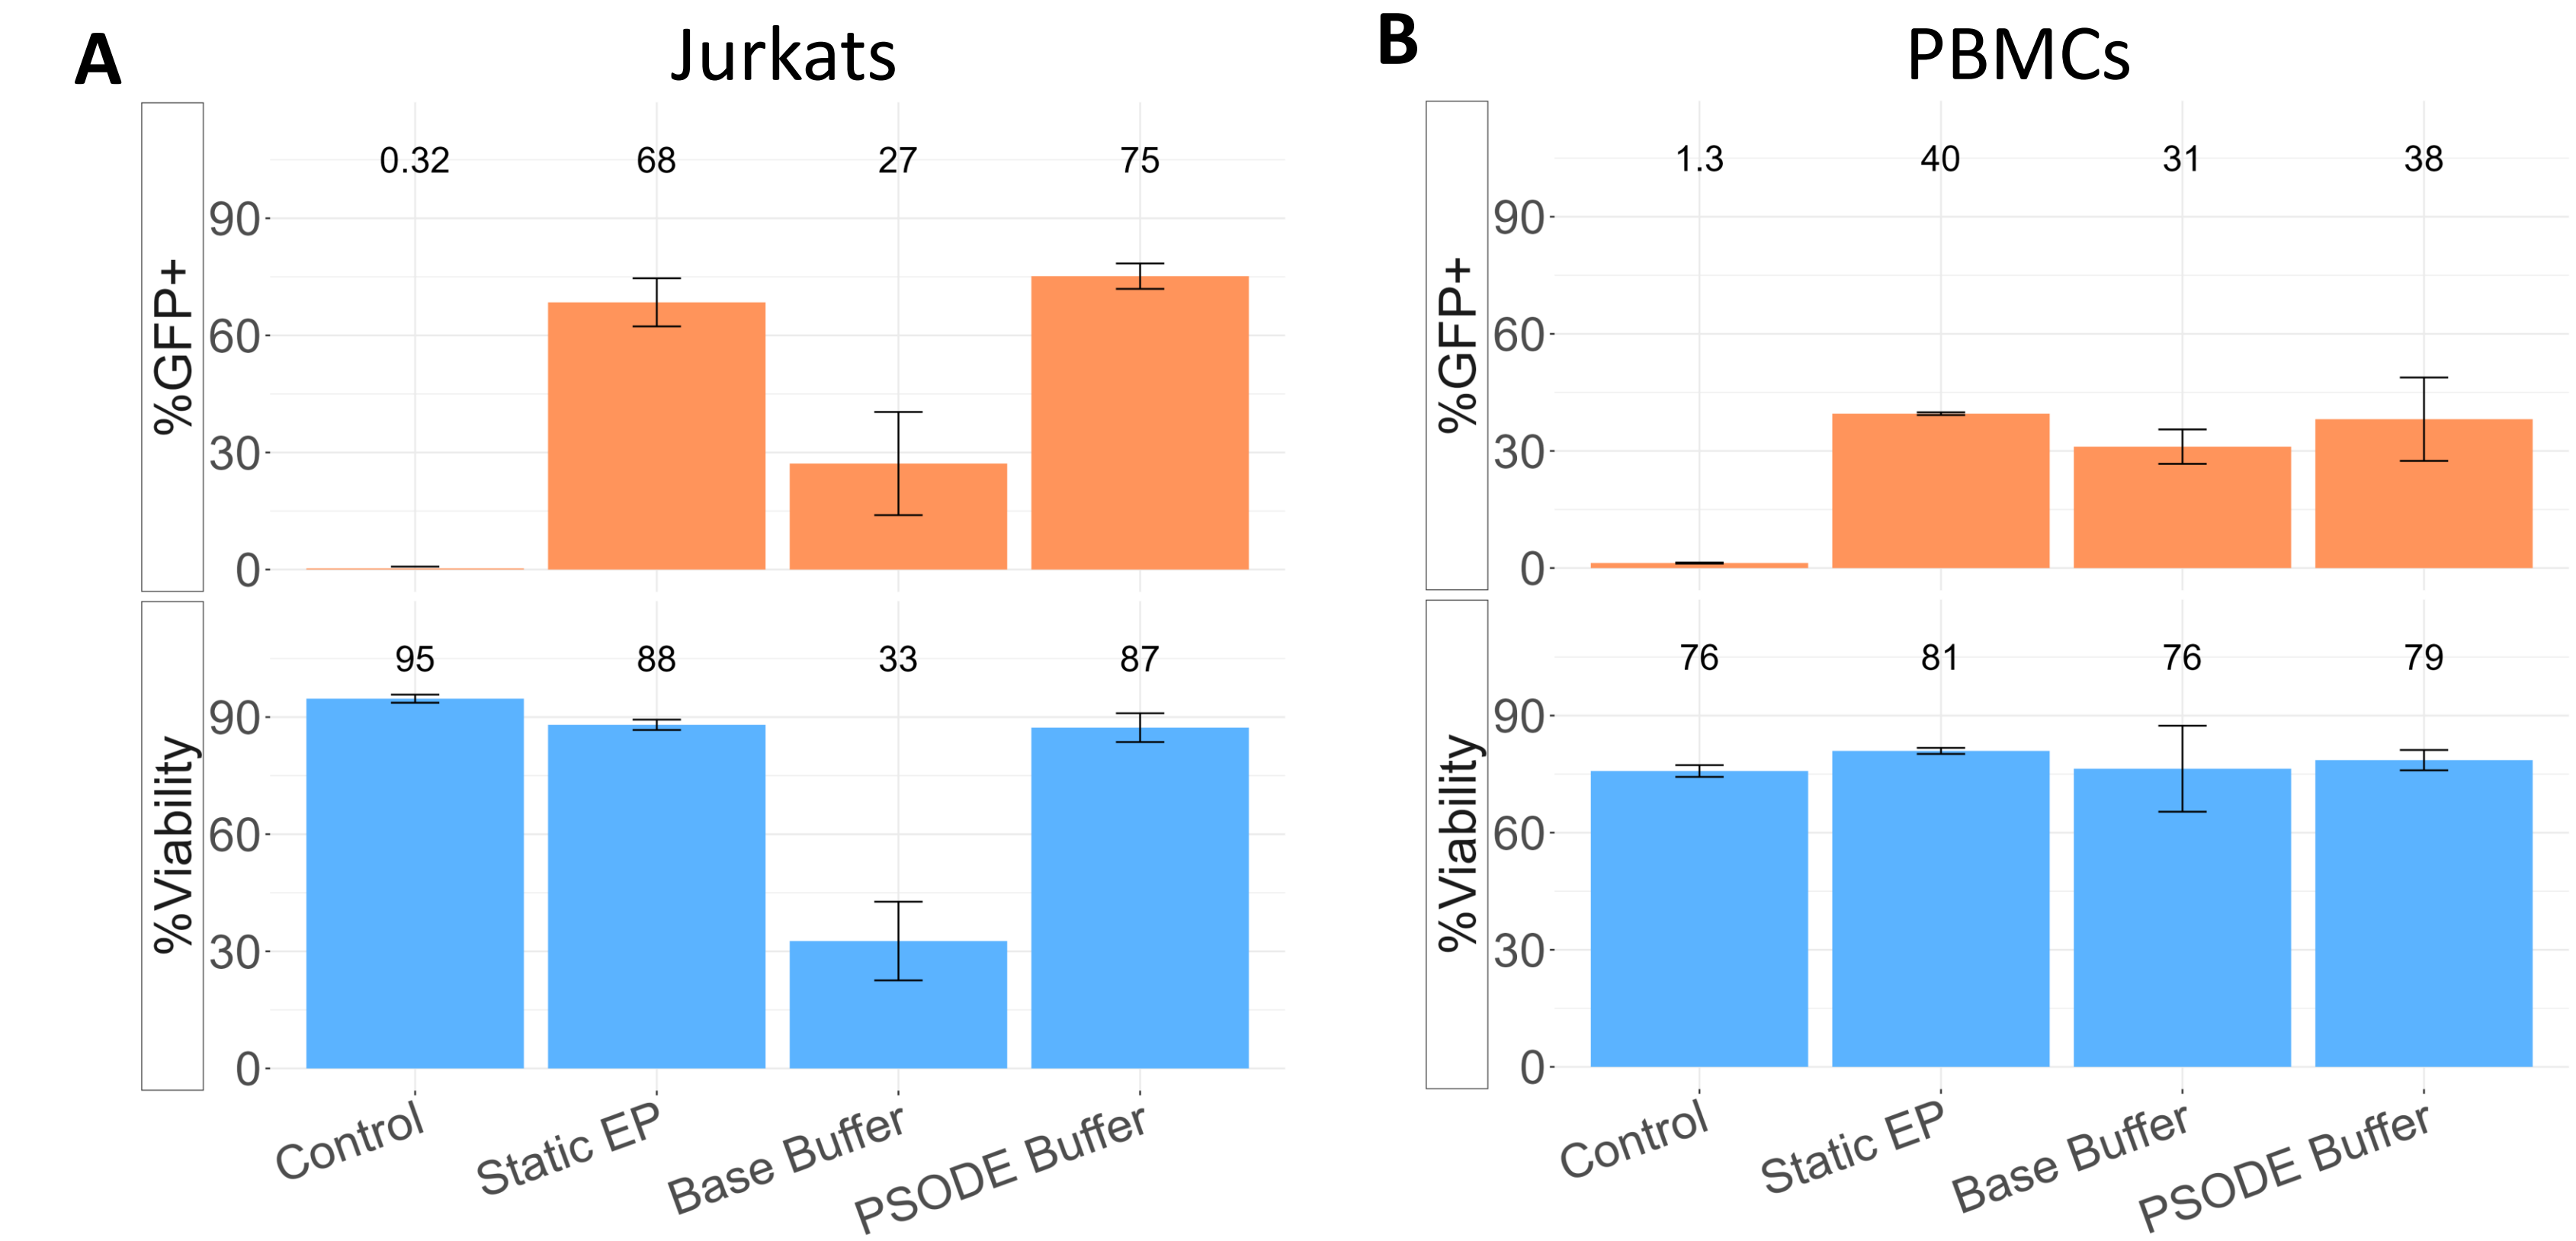 A
Jurkats
%GFP+
0.32 68 27 75
90
60
30
0
%Viability
95 88 33 87
90
60
30
0
Control
Static EP
Base Buffer
PSODE Buffer
B
PBMCs
%GFP+
1.3 40 31 38
90
60
30
0
%Viability
76 81 76 79
90
60
30
0
Control
Static EP
Base Buffer
PSODE Buffer